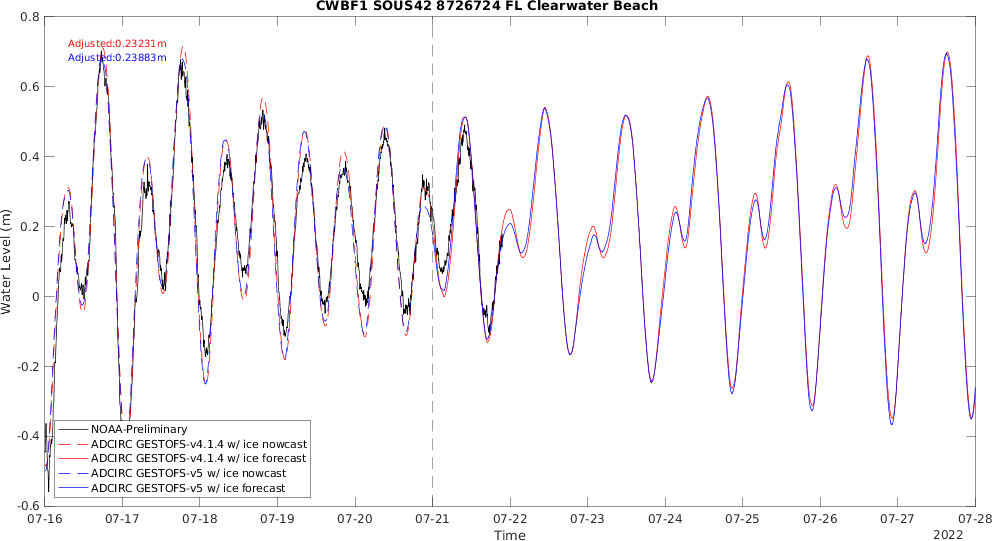 CWBF1 SOUS42 8726724 FL Clearwater Beach
0.8
Adjusted:0.23231m
Adjusted:0.23883m
0.6
0.4
0.2
0
-0.2
-0.4
-0.6
Water Level (m)
NOAA-Preliminary
ADCIRC GESTOFS-v4.1.4 w/ ice nowcast
ADCIRC GESTOFS-v4.1.4 w/ ice forecast
ADCIRC GESTOFS-v5 w/ ice nowcast
ADCIRC GESTOFS-v5 w/ ice forecast
07-16 07-17 07-18 07-19 07-20 07-21 07-22 07-23 07-24 07-25 07-26 07-27 07-28
Time
2022